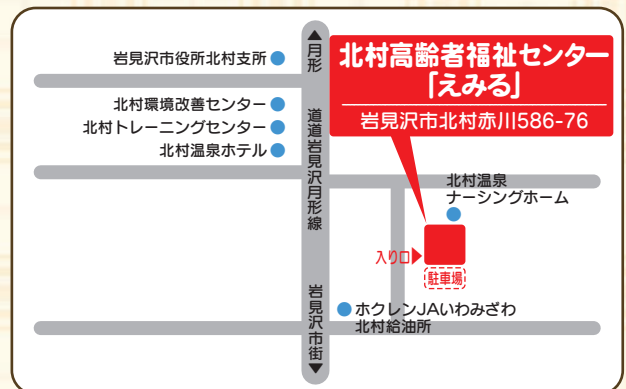 北村高齢者福祉センター
「えみる」
岩見沢市北村赤川586-76
▲月形
道道岩見沢月形線
岩見沢市街▼
岩見沢市役所北村支所
北村環境改善センター
北村トレーニングセンター
北村温泉ホテル
北村温泉
ナーシングホーム
入り口▶
駐車場
ホクレンJAいわみざわ
北村給油所